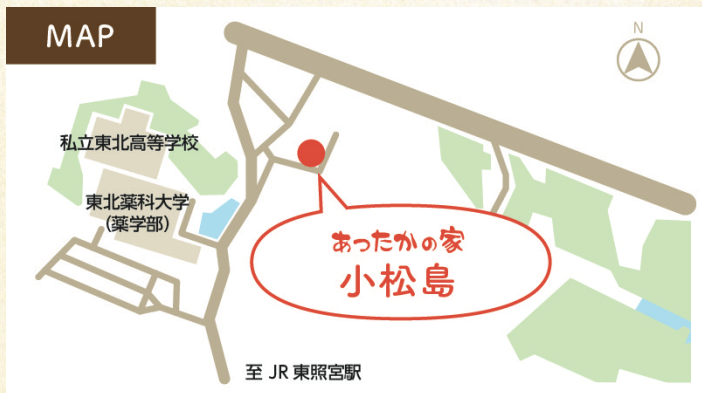 MAP
N
私立東北高等学校
東北薬科大学
(薬学部)
あったかの家
小松島
至 JR 東照宮駅